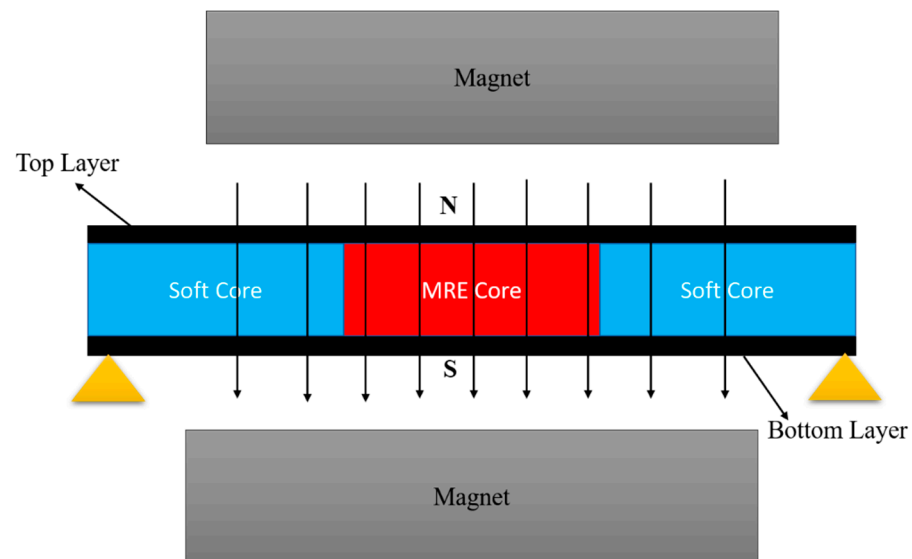 Magnet
Top Layer
N
Soft Core
MRE Core
Soft Core
S
Bottom Layer
Magnet